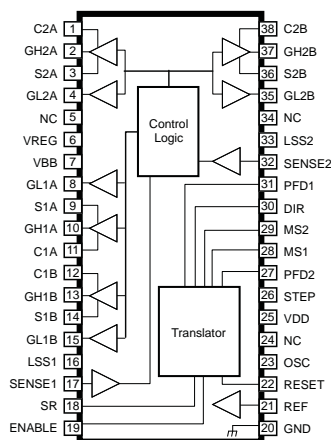 C2A 1 38 C2B
GH2A 2 37 GH2B
S2A 3 36 S2B
GL2A 4 35 GL2B
NC 5 34 NC
VREG 6 Control 33 LSS2
VBB 7 Logic 32 SENSE2
GL1A 8 31 PFD1
S1A 9 30 DIR
GH1A 10 29 MS2
C1A 11 28 MS1
C1B 12 27 PFD2
GH1B 13 26 STEP
S1B 14 25 VDD
GL1B 15 Translator 24 NC
LSS1 16 23 OSC
SENSE1 17 22 RESET
SR 18 21 REF
ENABLE 19 20 GND